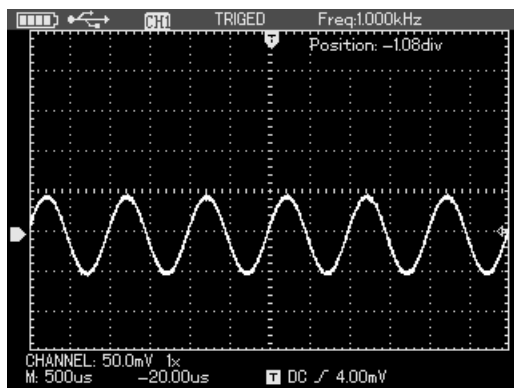 CH1 TRIGED Freq:1.000kHz
T
Position: -1.08div
CHANNEL: 50.0mV 1x
M: 500us -20.00us T DC 4.00mV